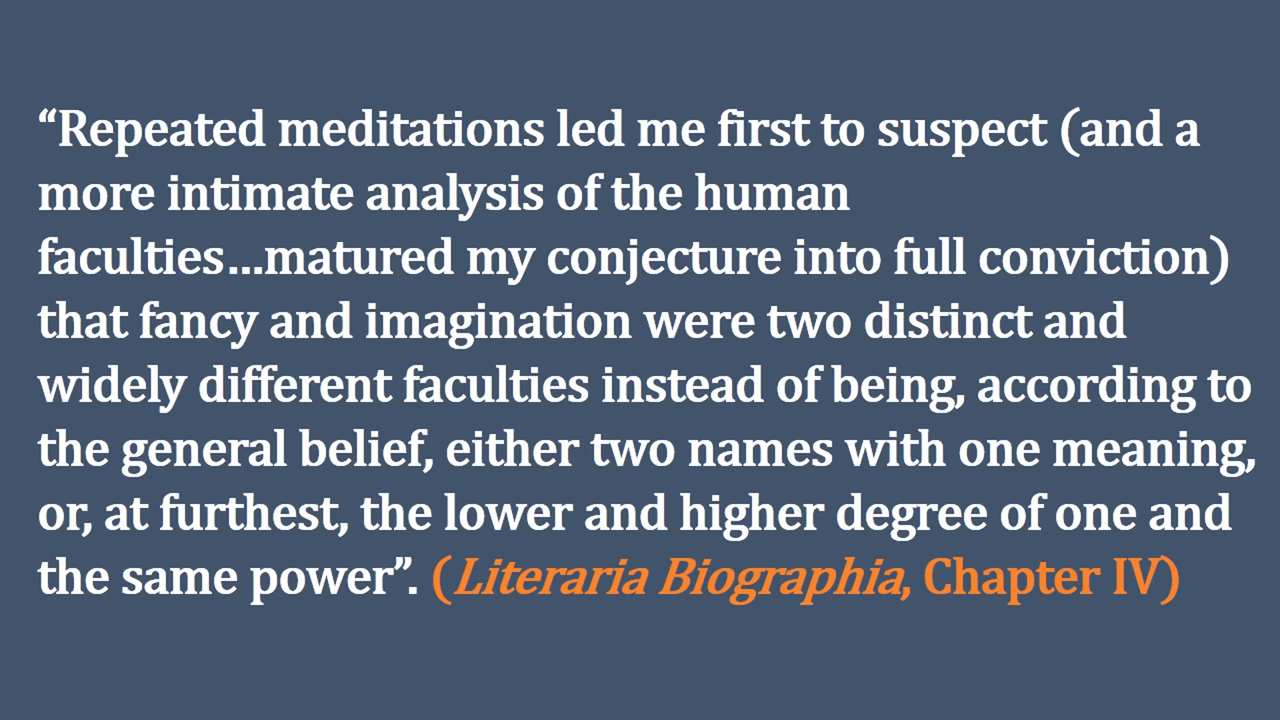 “Repeated meditations led me first to suspect (and a
more intimate analysis of the human
faculties…matured my conjecture into full conviction)
that fancy and imagination were two distinct and
widely different faculties instead of being, according to
the general belief, either two names with one meaning,
or, at furthest, the lower and higher degree of one and
the same power”. (Literaria Biographia, Chapter IV)